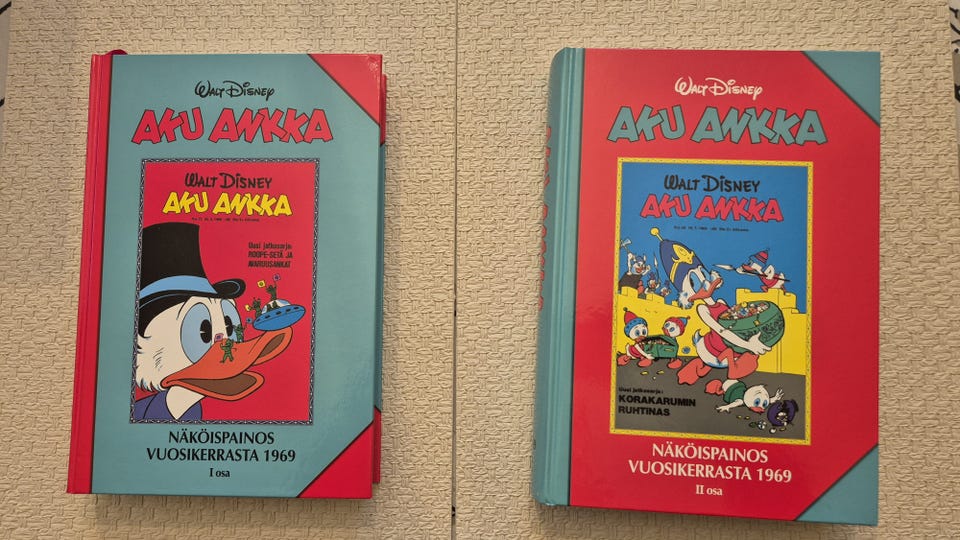 WALT DISNEY
AKU ANKKA
WALT DISNEY
AKU ANKKA
Uusi jatkosarja:
ROOPE-SETÄ JA
AVARUUSANKAT
NÄKÖISPAINOS
VUOSIKERRASTA 1969
I osa
WALT DISNEY
AKU ANKKA
WALT DISNEY
AKU ANKKA
Uusi jatkosarja:
KORAKARUMIN
RUHTINAS
NÄKÖISPAINOS
VUOSIKERRASTA 1969
II osa